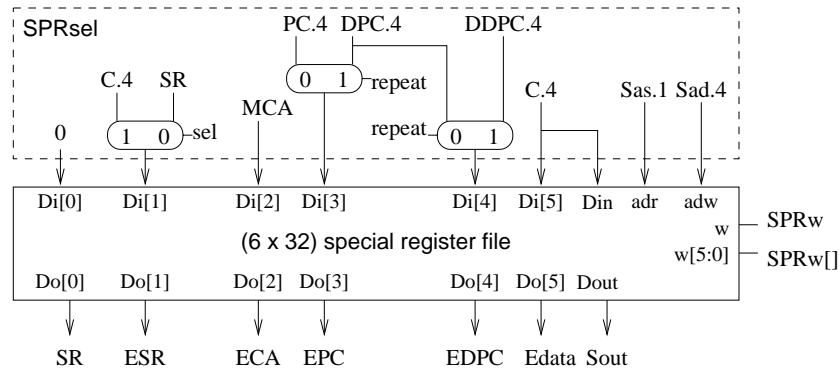 SPRsel
PC.4 DPC.4 DDPC.4
C.4 SR
0 1 repeat
C.4 Sas.1 Sad.4
MCA
0 1 0 sel
repeat 0 1
Di[0] Di[1] Di[2] Di[3] Di[4] Di[5] Din adr adw
w SPRw
(6 x 32) special register file
w[5:0] SPRw[]
Do[0] Do[1] Do[2] Do[3] Do[4] Do[5] Dout
SR ESR ECA EPC EDPC Edata Sout